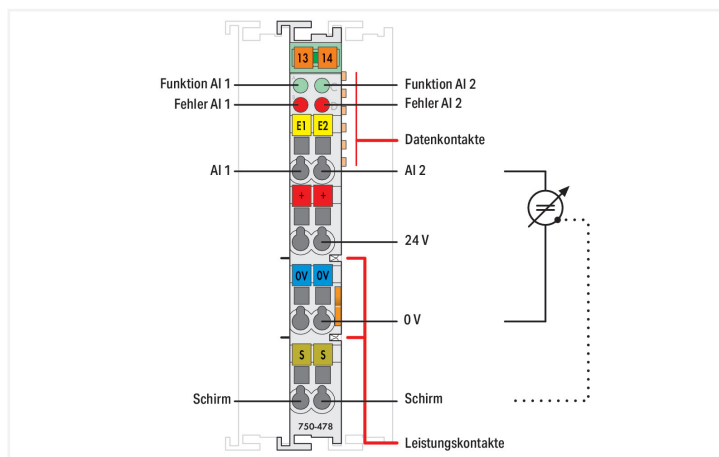 13 14
Funktion AI 1
Funktion AI 2
Fehler AI 1
Fehler AI 2
E1 E2
Datenkontakte
AI 1
AI 2
+ +
24 V
0V 0V
0 V
S S
Schirm
Schirm
750-478
Leistungskontakte